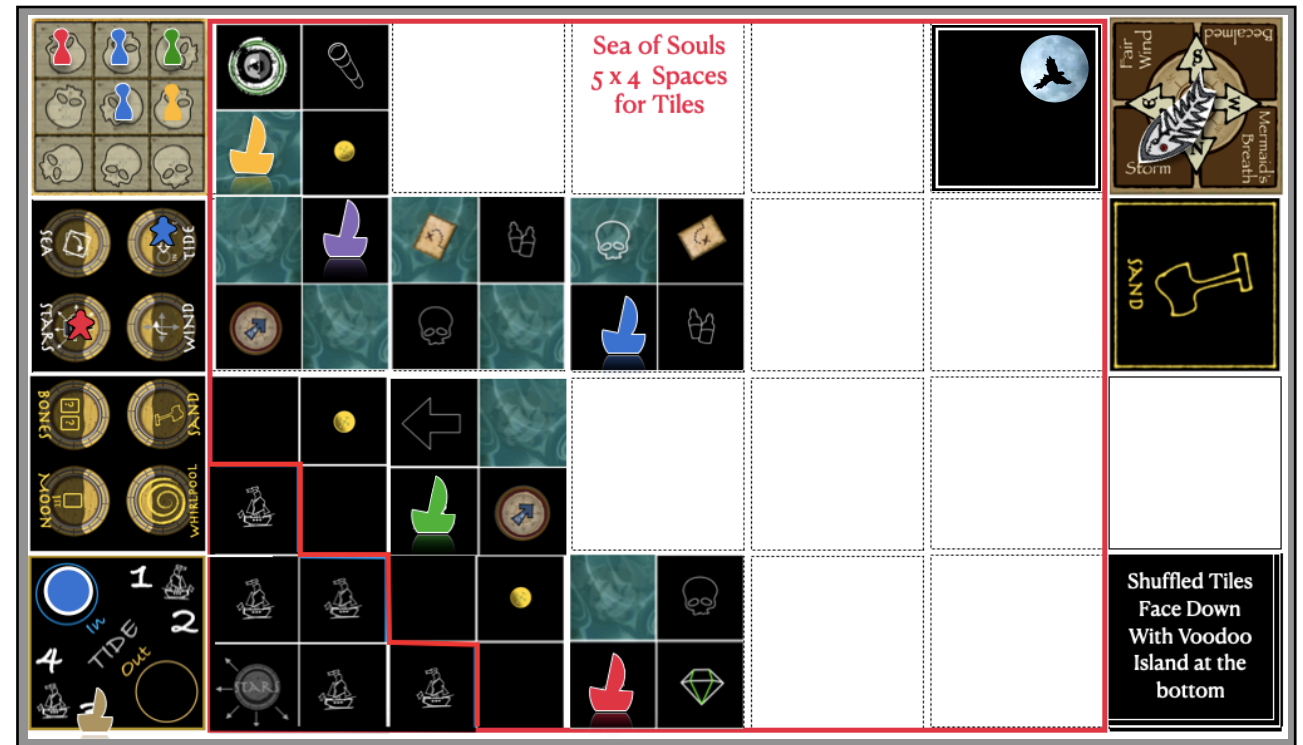 Sea of Souls
5 x 4 Spaces
for Tiles
Fair
Wind
Becalmed
S
E
W
N
Storm
Mermaid's
Breath
SEA
TIDE
STARS
WIND
SAND
BONES
? ?
SAND
MOON
WHIRLPOOL
1
In
2
TIDE
4
Out
STARS
Shuffled Tiles
Face Down
With Voodoo
Island at the
bottom